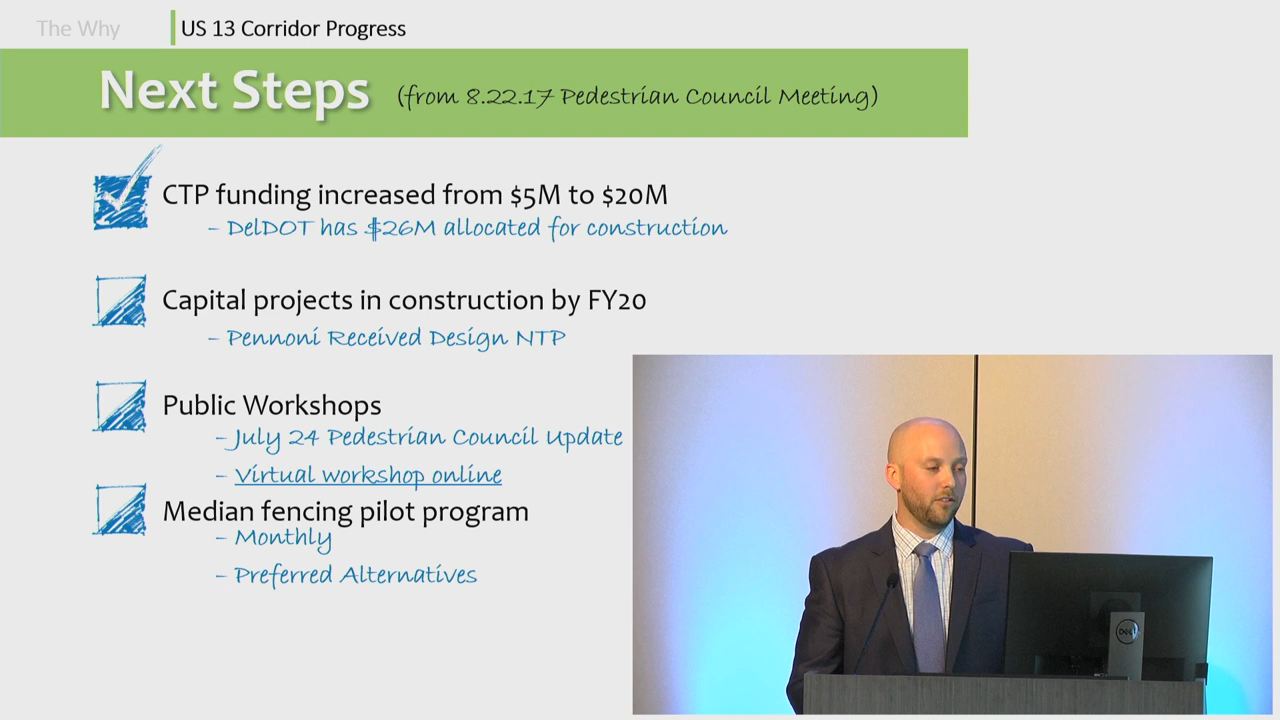 The Why
US 13 Corridor Progress
Next Steps (from 8.22.17 Pedestrian Council Meeting)
CTP funding increased from $5M to $20M
– DelDOT has $26M allocated for construction
Capital projects in construction by FY20
– Pennoni Received Design NTP
Public Workshops
– July 24 Pedestrian Council Update
– Virtual workshop online
Median fencing pilot program
– Monthly
– Preferred Alternatives
DELL